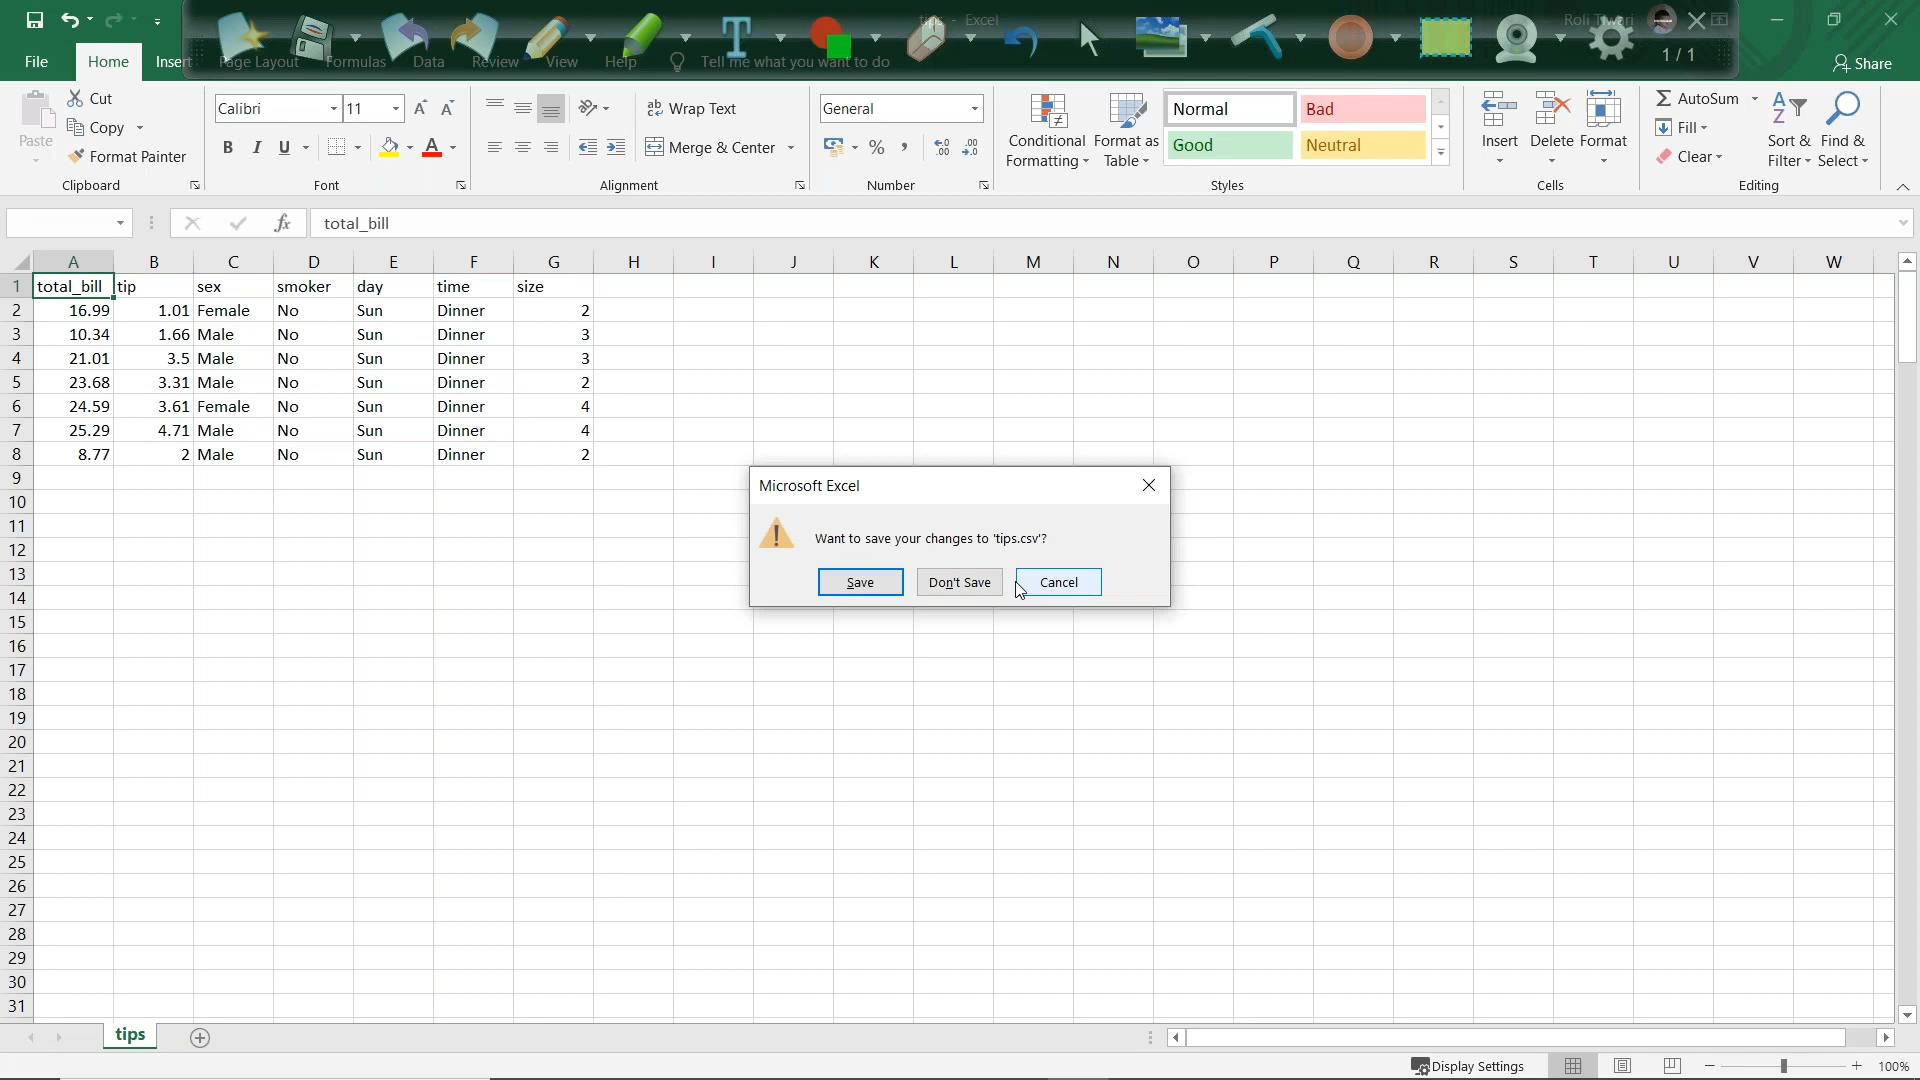 tips - Excel
Roli Tiwari
1 / 1
File Home Insert Page Layout Formulas Data Review View Help Tell me what you want to do Share
Cut
Copy
Format Painter
Paste
Clipboard
Calibri 11
B I U A
Font
Wrap Text
Merge & Center
Alignment
General
% ,
Number
Conditional Formatting
Format as Table
Normal Bad
Good Neutral
Styles
Insert Delete Format
Cells
AutoSum
Fill
Clear
Sort & Filter
Find & Select
Editing
fx total_bill
A B C D E F G H I J K L M N O P Q R S T U V W
1 total_bill tip sex smoker day time size
2 16.99 1.01 Female No Sun Dinner 2
3 10.34 1.66 Male No Sun Dinner 3
4 21.01 3.5 Male No Sun Dinner 3
5 23.68 3.31 Male No Sun Dinner 2
6 24.59 3.61 Female No Sun Dinner 4
7 25.29 4.71 Male No Sun Dinner 4
8 8.77 2 Male No Sun Dinner 2
9
10
11
12
13
14
15
16
17
18
19
20
21
22
23
24
25
26
27
28
29
30
31
Microsoft Excel
Want to save your changes to 'tips.csv'?
Save Don't Save Cancel
tips
Display Settings 100%